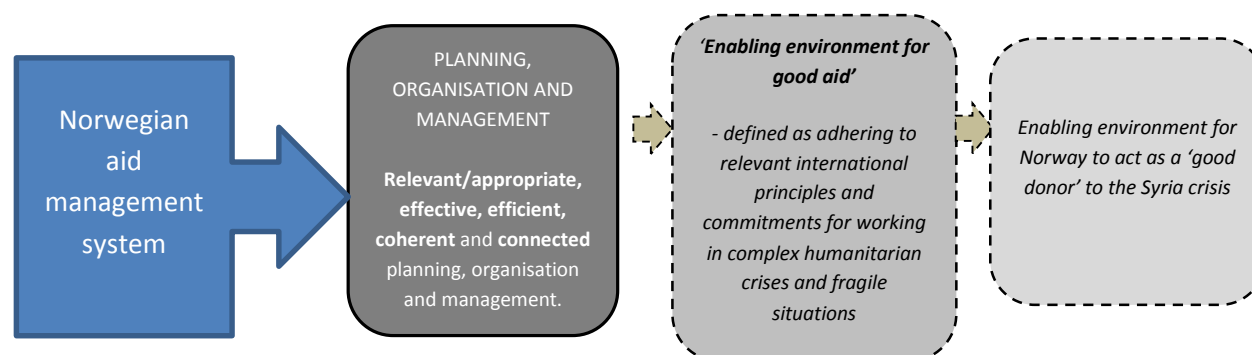 Norwegian
aid
management
system
PLANNING,
ORGANISATION AND
MANAGEMENT
Relevant/appropriate,
effective, efficient,
coherent and connected
planning, organisation
and management.
‘Enabling environment for
good aid’
- defined as adhering to
relevant international
principles and
commitments for working
in complex humanitarian
crises and fragile
situations
Enabling environment for
Norway to act as a ‘good
donor’ to the Syria crisis